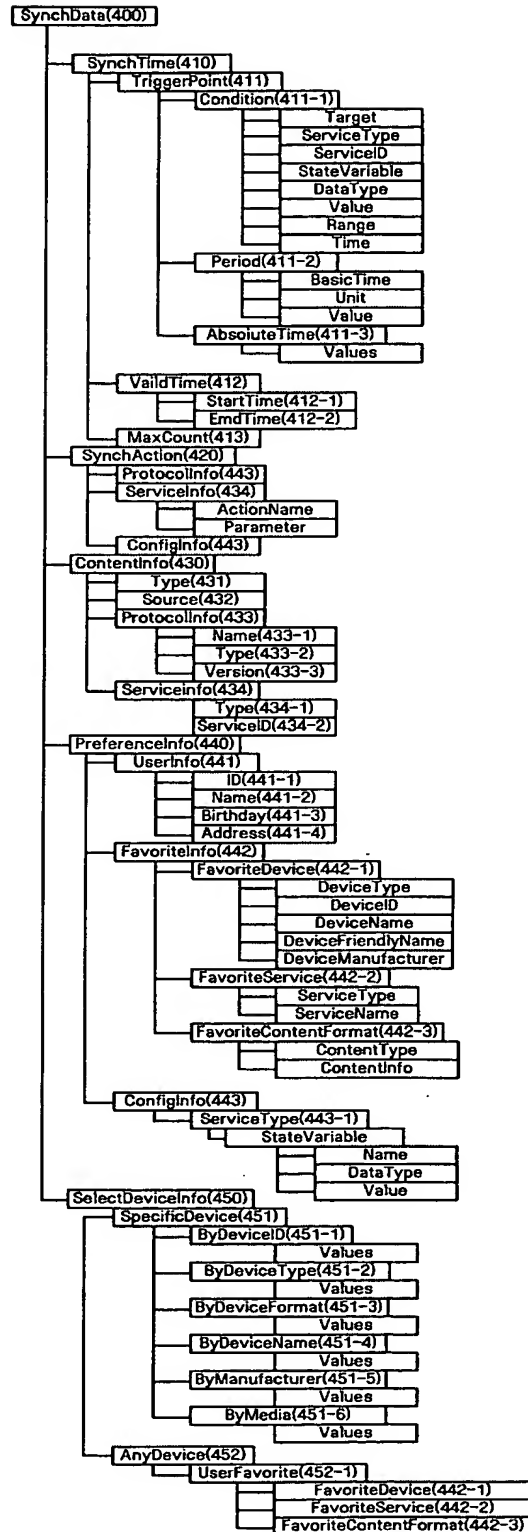 SynchData(400)
SynchTime(410)
TriggerPoint(411)
Condition(411-1)
Target
ServiceType
ServiceID
StateVariable
DataType
Value
Range
Time
Period(411-2)
BasicTime
Unit
Value
AbsoiuteTime(411-3)
Values
VaildTime(412)
StartTime(412-1)
EmdTime(412-2)
MaxCount(413)
SynchAction(420)
ProtocolInfo(443)
ServiceInfo(434)
ActionName
Parameter
ConfigInfo(443)
ContentInfo(430)
Type(431)
Source(432)
ProtocolInfo(433)
Name(433-1)
Type(433-2)
Version(433-3)
Serviceinfo(434)
Type(434-1)
ServiceID(434-2)
PreferenceInfo(440)
UserInfo(441)
ID(441-1)
Name(441-2)
Birthday(441-3)
Address(441-4)
FavoriteInfo(442)
FavoriteDevice(442-1)
DeviceType
DeviceID
DeviceName
DeviceFriendlyName
DeviceManufacturer
FavoriteService(442-2)
ServiceType
ServiceName
FavoriteContentFormat(442-3)
ContentType
ContentInfo
ConfigInfo(443)
ServiceType(443-1)
StateVariable
Name
DataType
Value
SelectDeviceInfo(450)
SpecificDevice(451)
ByDeviceID(451-1)
Values
ByDeviceType(451-2)
Values
ByDeviceFormat(451-3)
Values
ByDeviceName(451-4)
Values
ByManufacturer(451-5)
Values
ByMedia(451-6)
Values
AnyDevice(452)
UserFavorite(452-1)
FavoriteDevice(442-1)
FavoriteService(442-2)
FavoriteContentFormat(442-3)